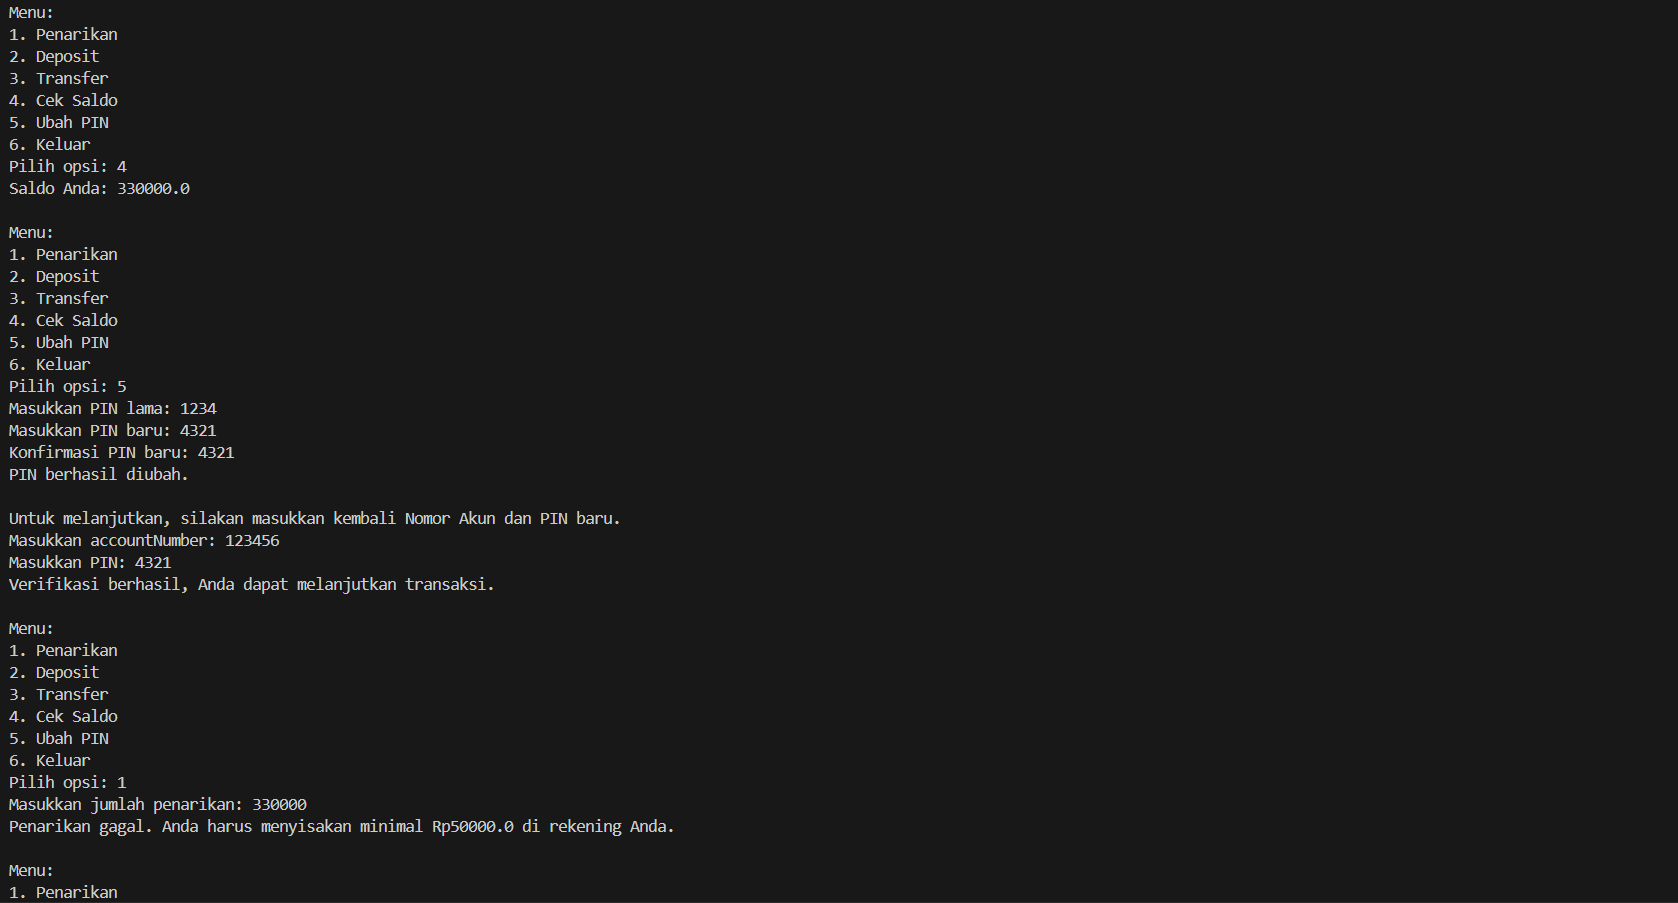 Menu:
1. Penarikan
2. Deposit
3. Transfer
4. Cek Saldo
5. Ubah PIN
6. Keluar
Pilih opsi: 4
Saldo Anda: 330000.0

Menu:
1. Penarikan
2. Deposit
3. Transfer
4. Cek Saldo
5. Ubah PIN
6. Keluar
Pilih opsi: 5
Masukkan PIN lama: 1234
Masukkan PIN baru: 4321
Konfirmasi PIN baru: 4321
PIN berhasil diubah.

Untuk melanjutkan, silakan masukkan kembali Nomor Akun dan PIN baru.
Masukkan accountNumber: 123456
Masukkan PIN: 4321
Verifikasi berhasil, Anda dapat melanjutkan transaksi.

Menu:
1. Penarikan
2. Deposit
3. Transfer
4. Cek Saldo
5. Ubah PIN
6. Keluar
Pilih opsi: 1
Masukkan jumlah penarikan: 330000
Penarikan gagal. Anda harus menyisakan minimal Rp50000.0 di rekening Anda.

Menu:
1. Penarikan